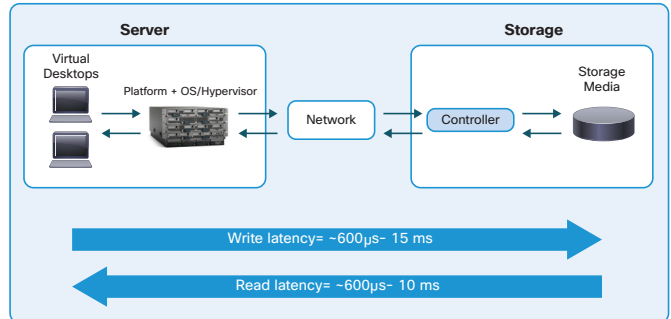 Server
Storage
Virtual
Desktops
Platform + OS/Hypervisor
Network
Controller
Storage
Media
Write latency= ~600µs- 15 ms
Read latency= ~600µs- 10 ms